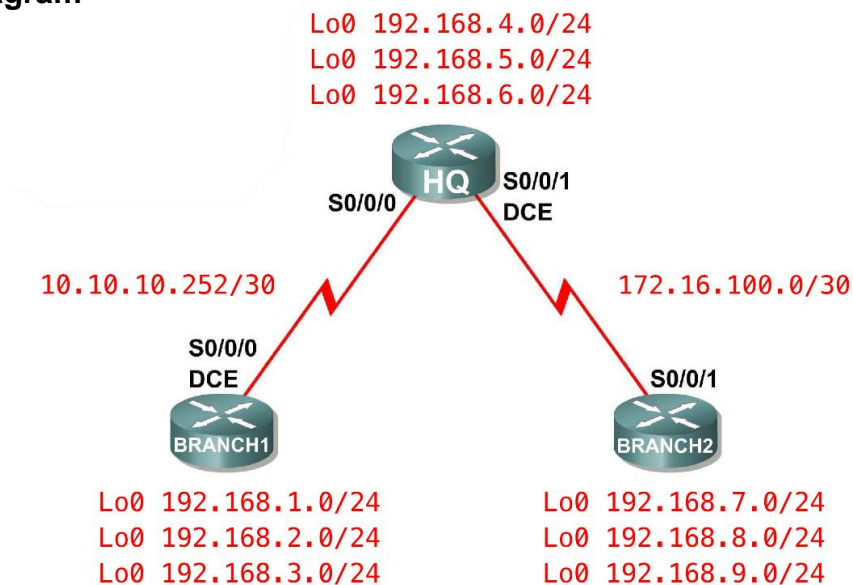 Lo0 192.168.4.0/24
Lo0 192.168.5.0/24
Lo0 192.168.6.0/24
HQ
S0/0/0
S0/0/1
DCE
10.10.10.252/30
172.16.100.0/30
S0/0/0
DCE
S0/0/1
BRANCH1
BRANCH2
Lo0 192.168.1.0/24
Lo0 192.168.2.0/24
Lo0 192.168.3.0/24
Lo0 192.168.7.0/24
Lo0 192.168.8.0/24
Lo0 192.168.9.0/24